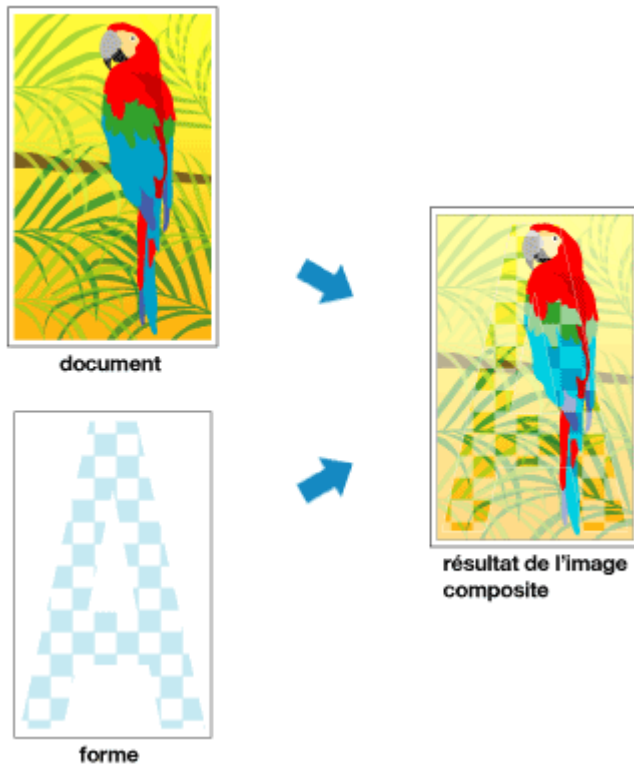 document
résultat de l'image
composite
A
forme